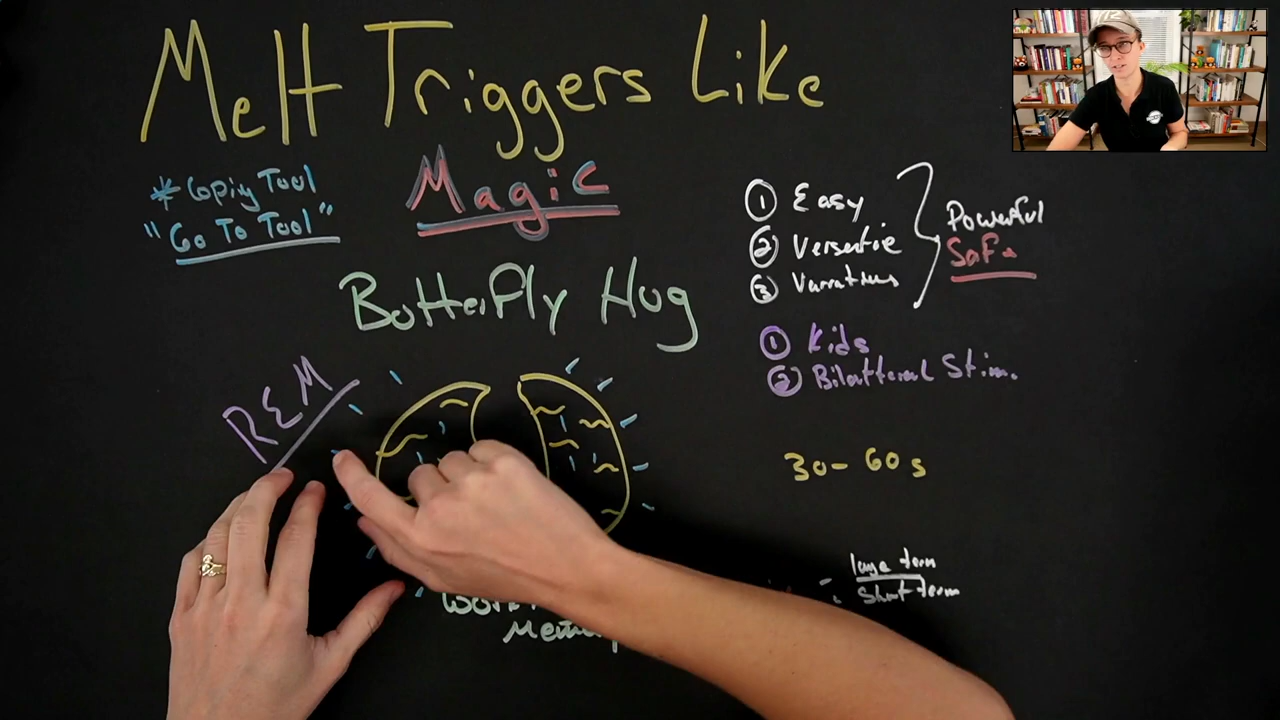 Melt Triggers Like
Magic
* Coping Tool
"Go To Tool"
Butterfly Hug
① Easy
② Versatile
③ Variations
Powerful
Safe
① Kids
② Bilateral Stim.
REM
30-60s
long term
short term